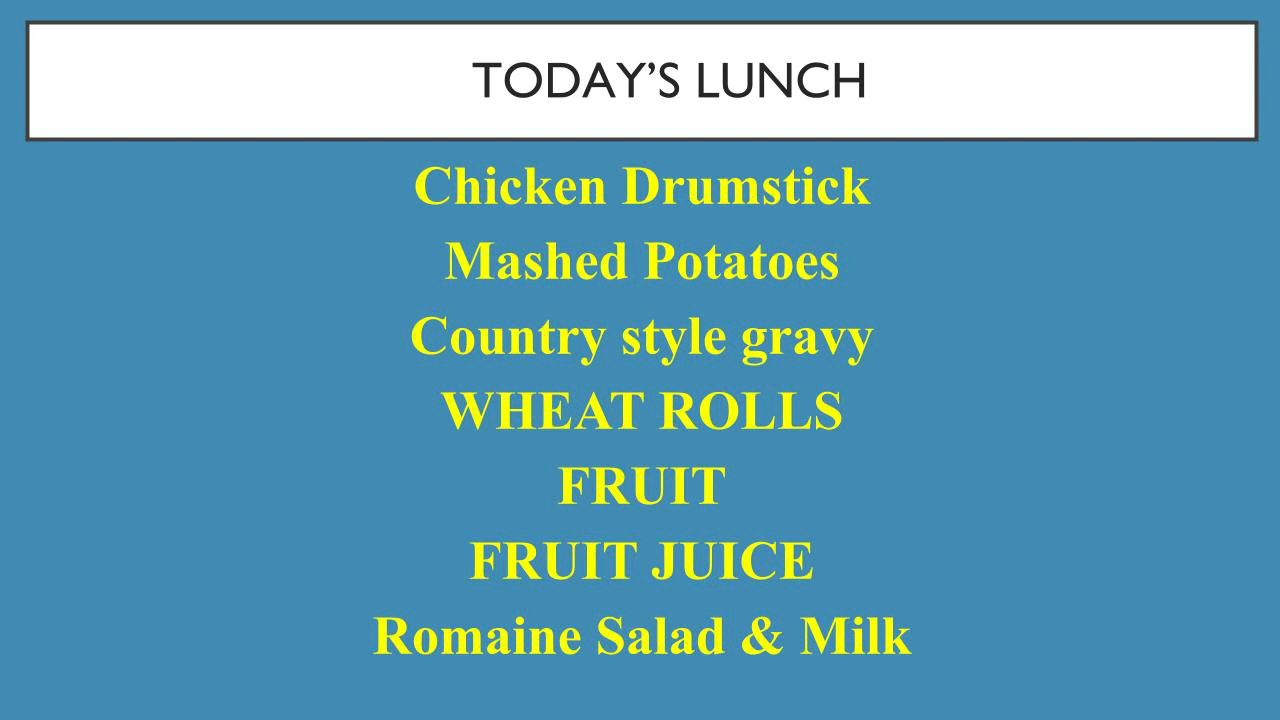 TODAY’S LUNCH
Chicken Drumstick
Mashed Potatoes
Country style gravy
WHEAT ROLLS
FRUIT
FRUIT JUICE
Romaine Salad & Milk